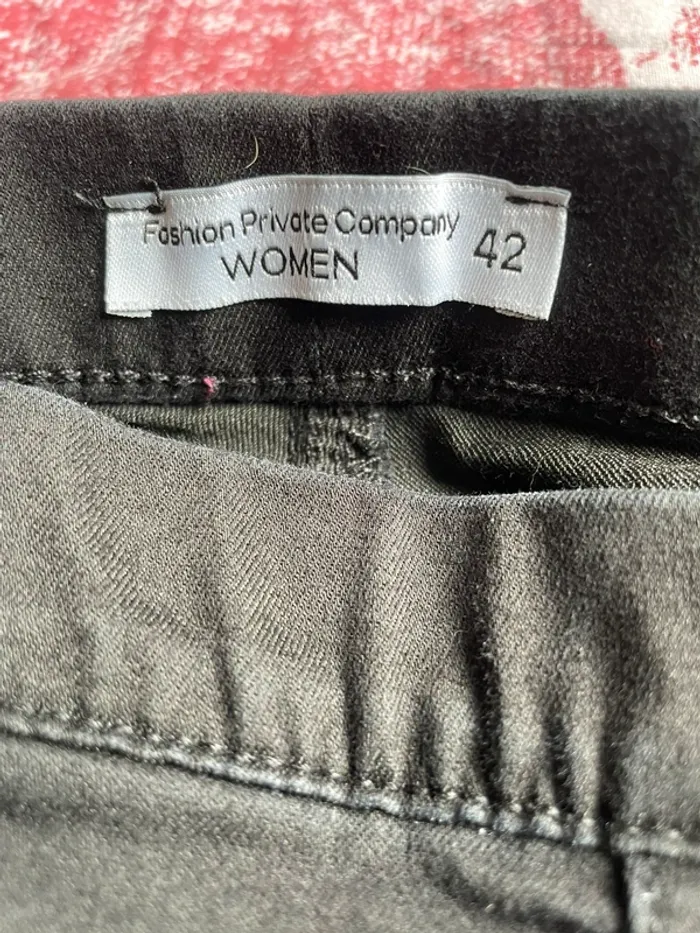 Fashion Private Company
WOMEN
42